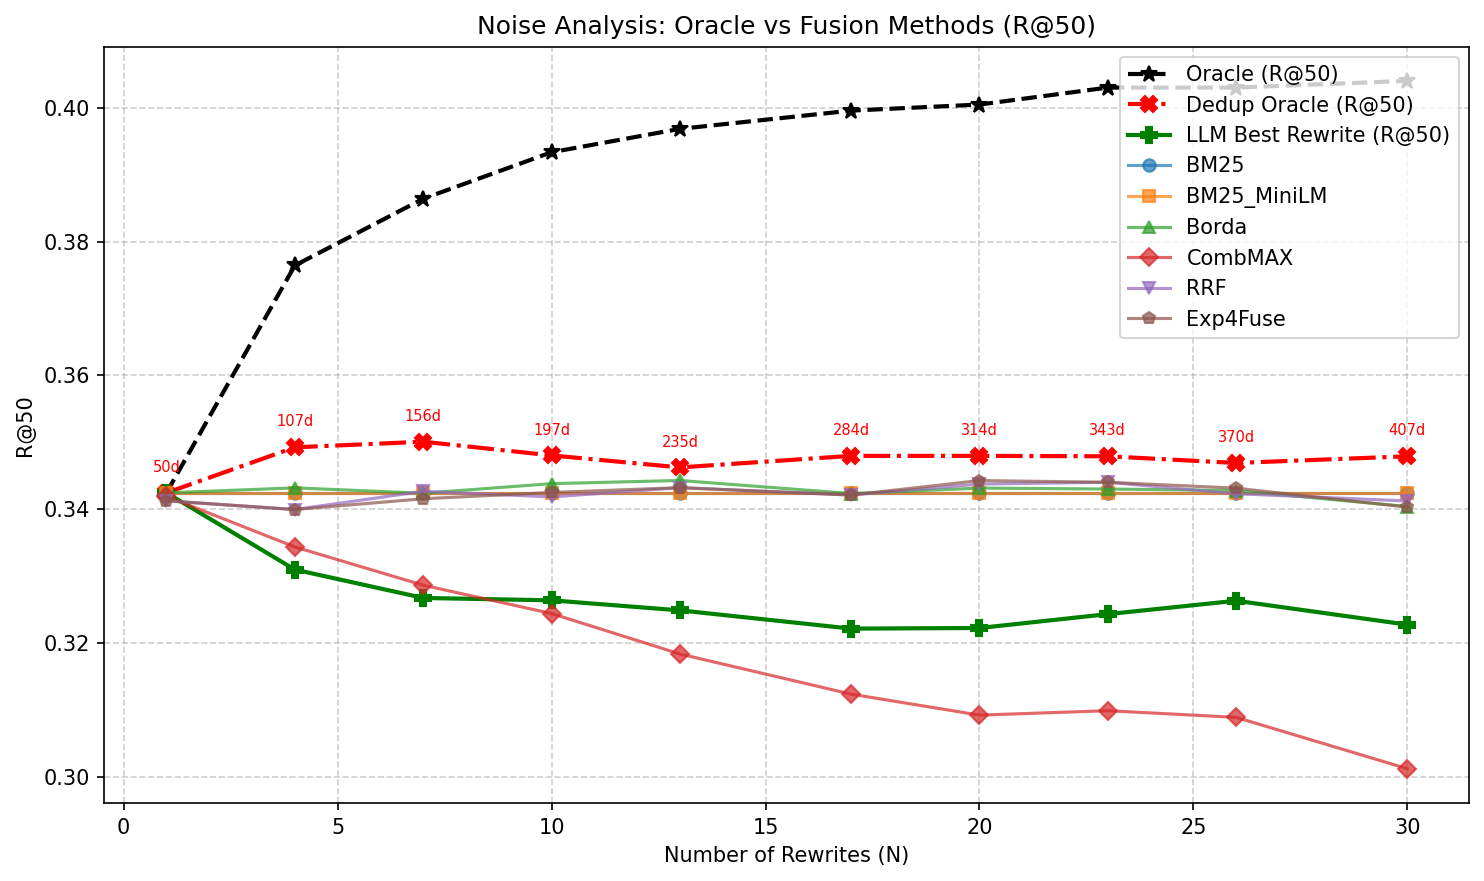 Noise Analysis: Oracle vs Fusion Methods (R@50)
Oracle (R@50)
Dedup Oracle (R@50)
LLM Best Rewrite (R@50)
BM25
BM25_MiniLM
Borda
CombMAX
RRF
Exp4Fuse
R@50
0.40
0.38
0.36
0.34
0.32
0.30
50d
107d
156d
197d
235d
284d
314d
343d
370d
407d
0
5
10
15
20
25
30
Number of Rewrites (N)